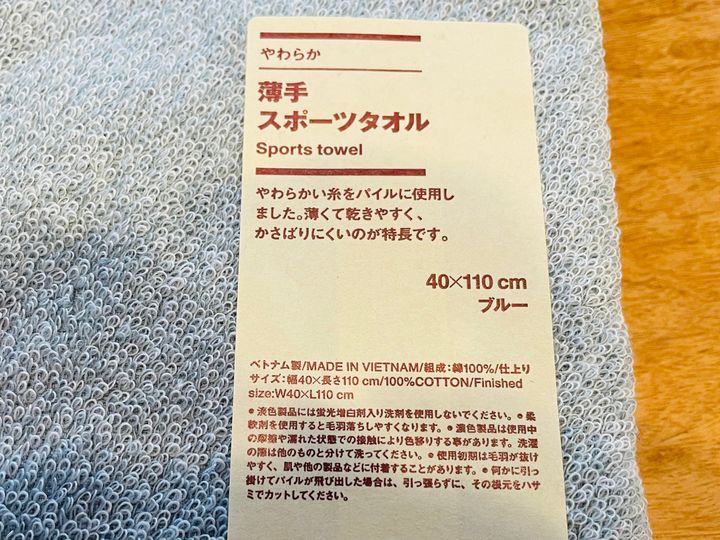 やわらか
薄手
スポーツタオル
Sports towel
やわらかい糸をパイルに使用し
ました。薄くて乾きやすく、
かさばりにくいのが特長です。
40×110 cm
ブルー
ベトナム製/MADE IN VIETNAM/組成:綿100%/仕上り
サイズ:幅40×長さ110 cm/100%COTTON/Finished
size:W40×L110 cm
●淡色製品には蛍光増白剤入り洗剤を使用しないでください。●柔
軟剤を使用すると毛羽落ちしやすくなります。●濃色製品は使用中
の摩擦や濡れた状態での接触により色移りする事があります。洗濯
の際は他のものと分けて洗ってください。●使用初期は毛羽が抜け
やすく、肌や他の製品などに付着することがあります。●何かに引っ
掛けてパイルが飛び出した場合は、引っ張らずに、その根元をハサ
ミでカットしてください。